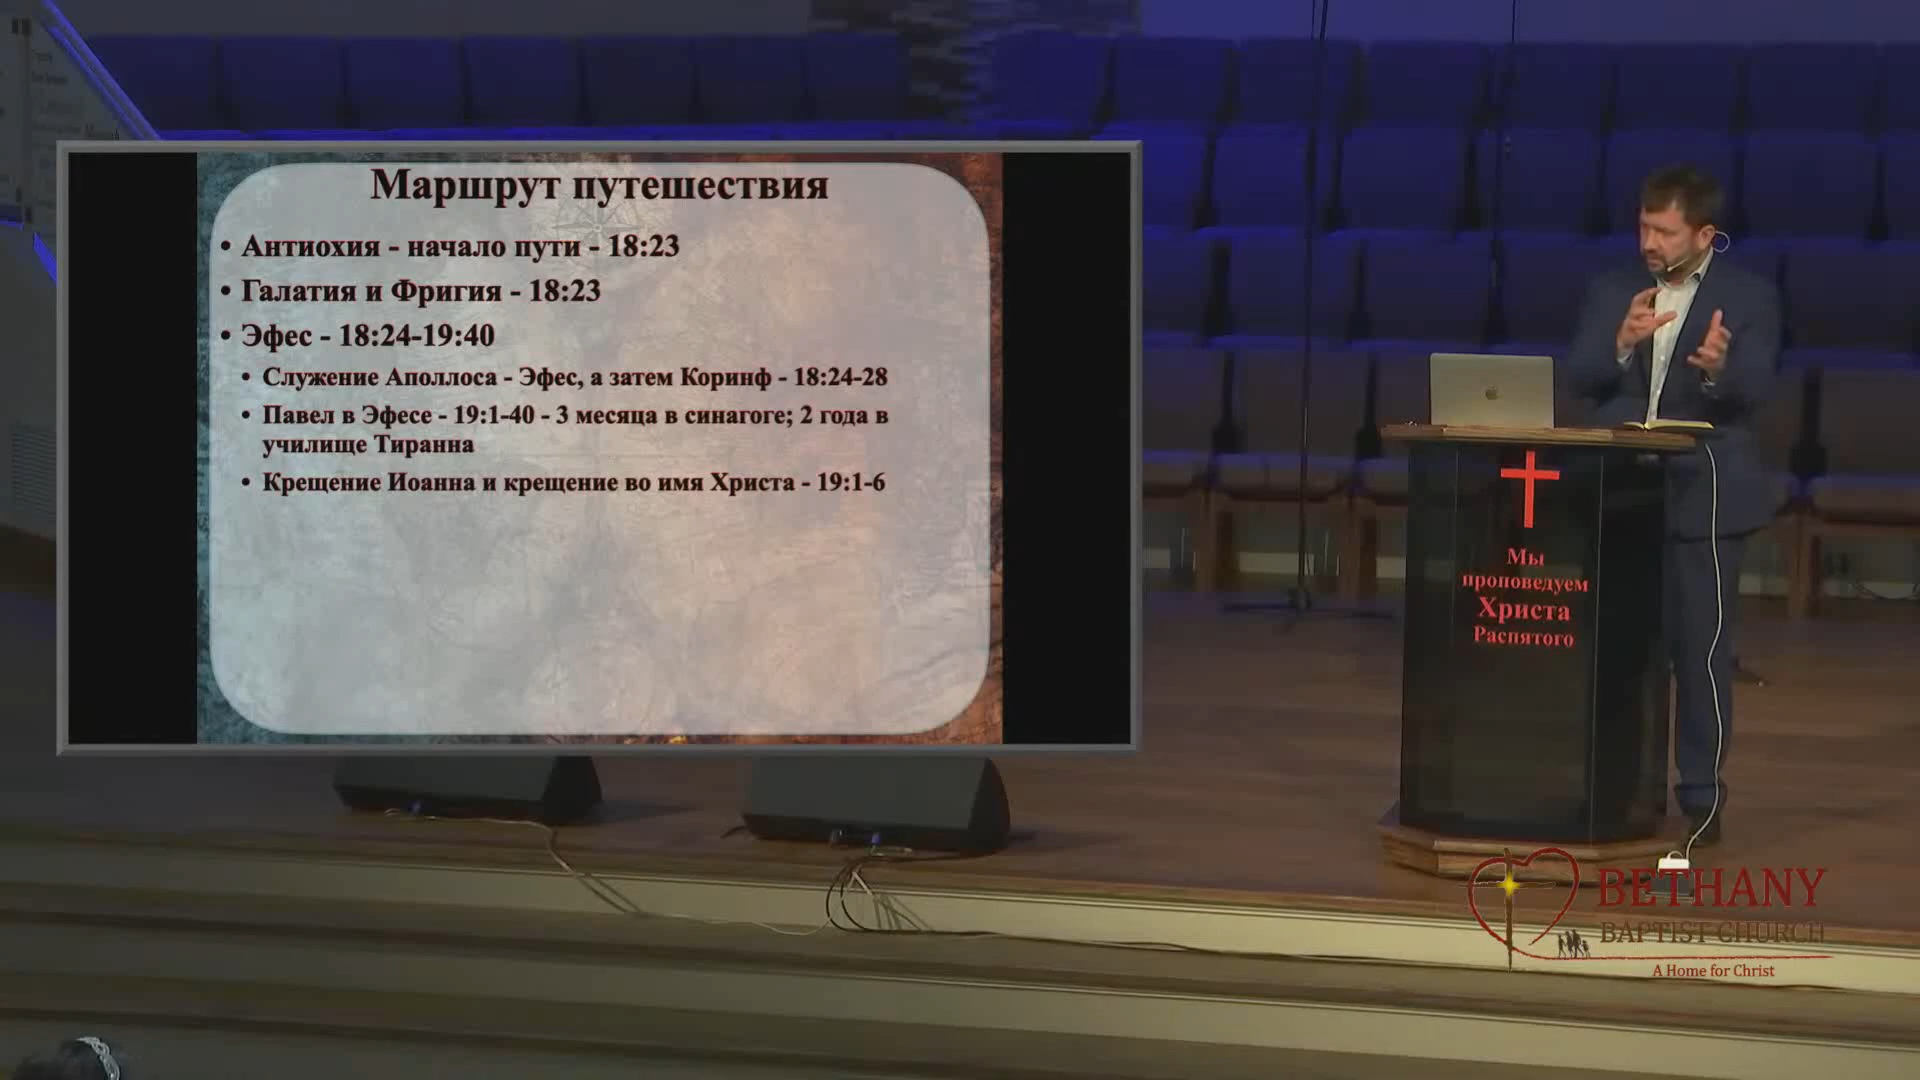 Маршрут путешествия
• Антиохия - начало пути - 18:23
• Галатия и Фригия - 18:23
• Эфес - 18:24-19:40
• Служение Аполлоса - Эфес, а затем Коринф - 18:24-28
• Павел в Эфесе - 19:1-40 - 3 месяца в синагоге; 2 года в
училище Тиранна
• Крещение Иоанна и крещение во имя Христа - 19:1-6
Мы
проповедуем
Христа
Распятого
BETHANY
BAPTIST CHURCH
A Home for Christ